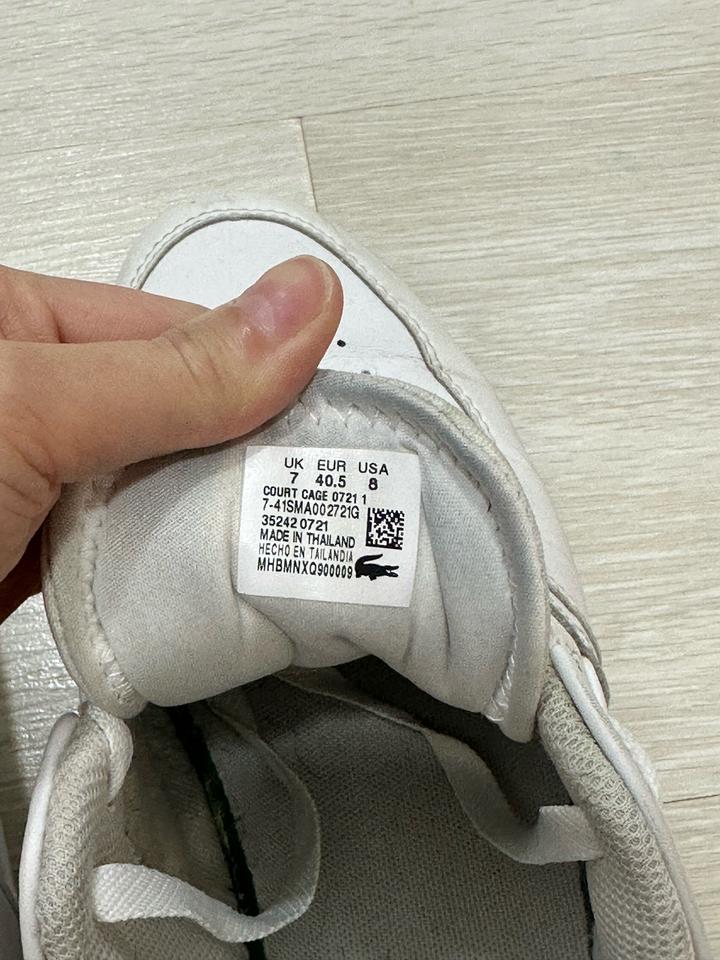 UK EUR USA
7 40.5 8
COURT CAGE 0721 1
7-41SMA002721G
35242 0721
MADE IN THAILAND
HECHO EN TAILANDIA
MHBMNXQ900009